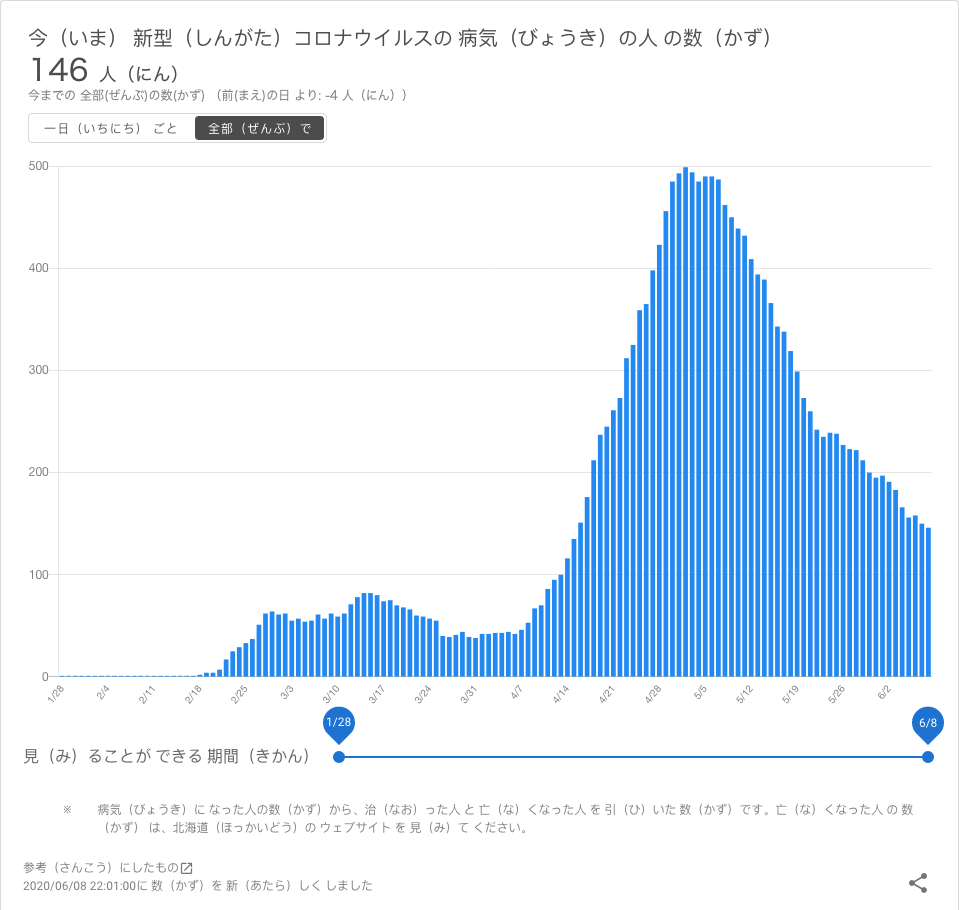 今（いま） 新型（しんがた）コロナウイルスの 病気（びょうき）の人 の数（かず）
146 人（にん）
今までの 全部(ぜんぶ)の数(かず) （前(まえ)の日 より: -4 人（にん））
一日（いちにち） ごと
全部（ぜんぶ）で
500
400
300
200
100
0
1/28 2/4 2/11 2/18 2/25 3/3 3/10 3/17 3/24 3/31 4/7 4/14 4/21 4/28 5/5 5/12 5/19 5/26 6/2
1/28 6/8
見（み）ることが できる 期間（きかん）
※ 病気（びょうき）に なった人の数（かず）から、治（なお）った人 と 亡（な）くなった人 を 引（ひ）いた 数（かず）です。亡（な）くなった人 の 数
（かず） は、北海道（ほっかいどう）の ウェブサイト を 見（み）て ください。
参考（さんこう）にしたもの
2020/06/08 22:01:00に 数（かず）を 新（あたら）しく しました